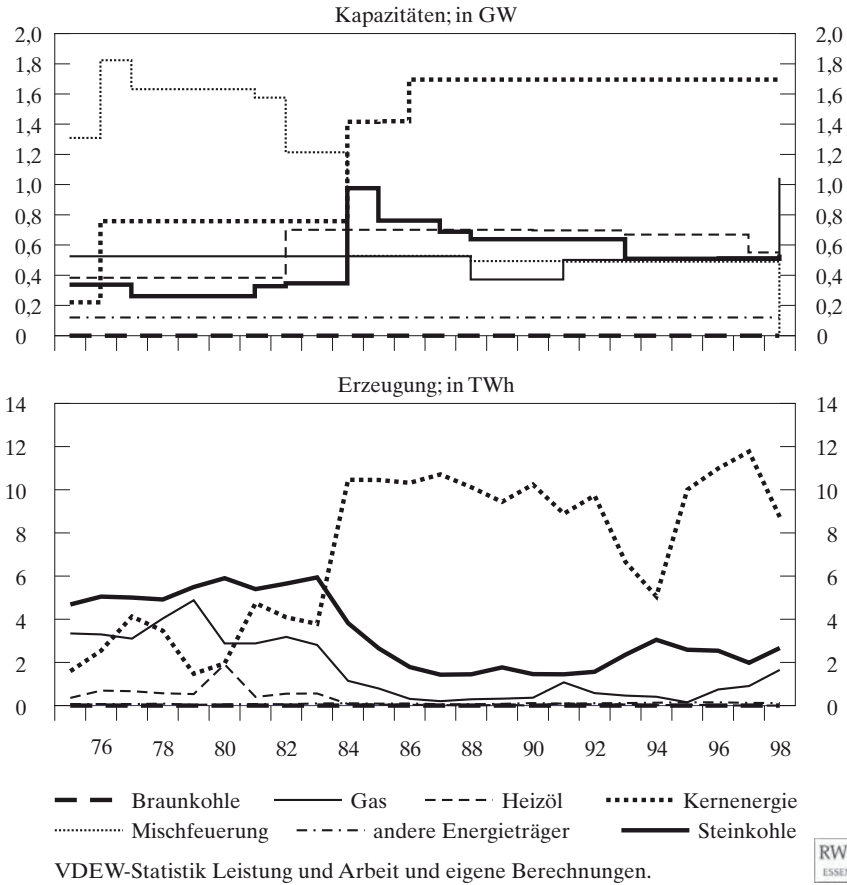 Kapazitäten; in GW
2,0 2,0
1,8 1,8
1,6 1,6
1,4 1,4
1,2 1,2
1,0 1,0
0,8 0,8
0,6 0,6
0,4 0,4
0,2 0,2
0 0
Erzeugung; in TWh
14 14
12 12
10 10
8 8
6 6
4 4
2 2
0 0
76 78 80 82 84 86 88 90 92 94 96 98
Braunkohle Gas Heizöl Kernenergie
Mischfeuerung andere Energieträger Steinkohle
VDEW-Statistik Leistung und Arbeit und eigene Berechnungen.
RW
ESSEN